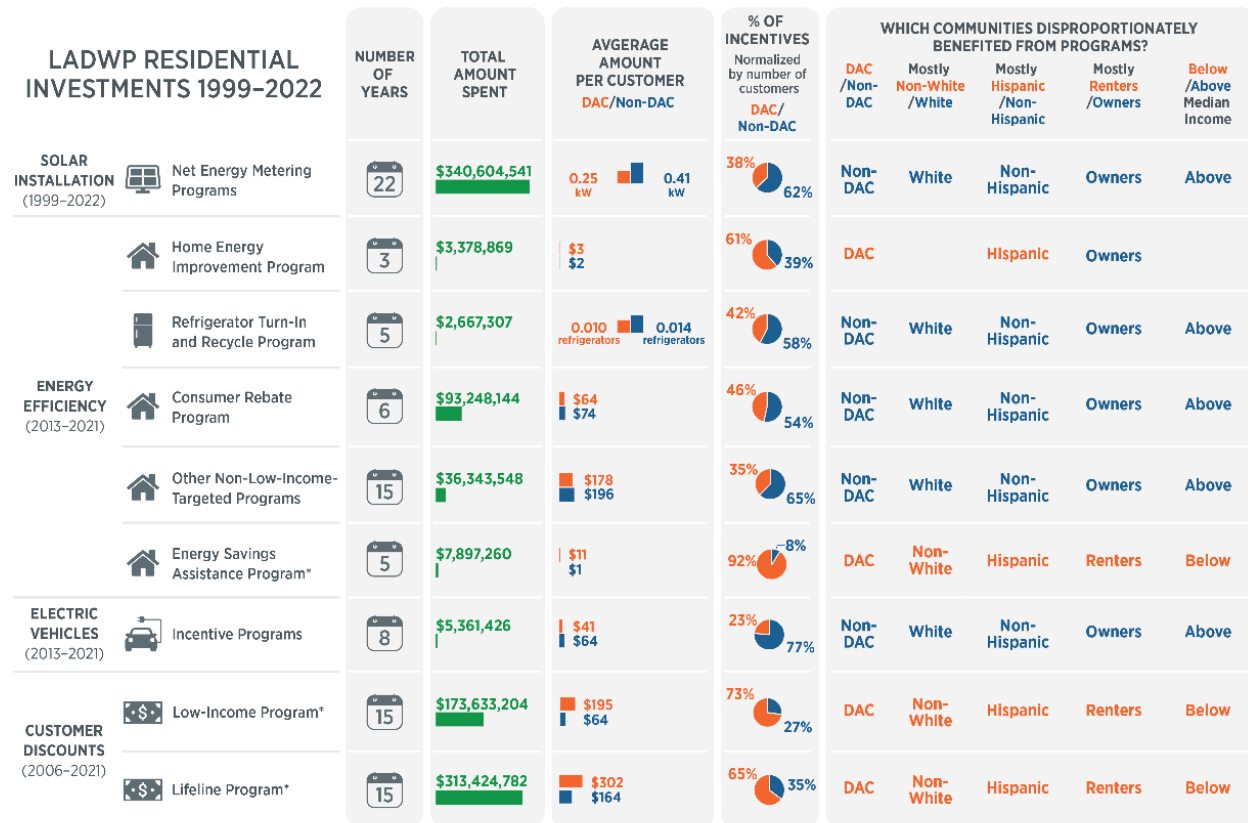 LADWP RESIDENTIAL
INVESTMENTS 1999–2022
NUMBER
OF
YEARS
TOTAL
AMOUNT
SPENT
AVGERAGE
AMOUNT
PER CUSTOMER
DAC/Non-DAC
% OF
INCENTIVES
Normalized
by number of
customers
DAC/
Non-DAC
WHICH COMMUNITIES DISPROPORTIONATELY
BENEFITED FROM PROGRAMS?
DAC
/Non-
DAC
Mostly
Non-White
/White
Mostly
Hispanic
/Non-
Hispanic
Mostly
Renters
/Owners
Below
/Above
Median
Income
SOLAR
INSTALLATION
(1999–2022)
Net Energy Metering
Programs
22
$340,604,541
0.25
kW
0.41
kW
38%
62%
Non-
DAC
White
Non-
Hispanic
Owners
Above
ENERGY
EFFICIENCY
(2013–2021)
Home Energy
Improvement Program
3
$3,378,869
$3
$2
61%
39%
DAC
Hispanic
Owners
Refrigerator Turn-In
and Recycle Program
5
$2,667,307
0.010
refrigerators
0.014
refrigerators
42%
58%
Non-
DAC
White
Non-
Hispanic
Owners
Above
Consumer Rebate
Program
6
$93,248,144
$64
$74
46%
54%
Non-
DAC
White
Non-
Hispanic
Owners
Above
Other Non-Low-Income-
Targeted Programs
15
$36,343,548
$178
$196
35%
65%
Non-
DAC
White
Non-
Hispanic
Owners
Above
Energy Savings
Assistance Program*
5
$7,897,260
$11
$1
92%
8%
DAC
Non-
White
Hispanic
Renters
Below
ELECTRIC
VEHICLES
(2013–2021)
Incentive Programs
8
$5,361,426
$41
$64
23%
77%
Non-
DAC
White
Non-
Hispanic
Owners
Above
CUSTOMER
DISCOUNTS
(2006–2021)
$
Low-Income Program*
15
$173,633,204
$195
$64
73%
27%
DAC
Non-
White
Hispanic
Renters
Below
$
Lifeline Program*
15
$313,424,782
$302
$164
65%
35%
DAC
Non-
White
Hispanic
Renters
Below